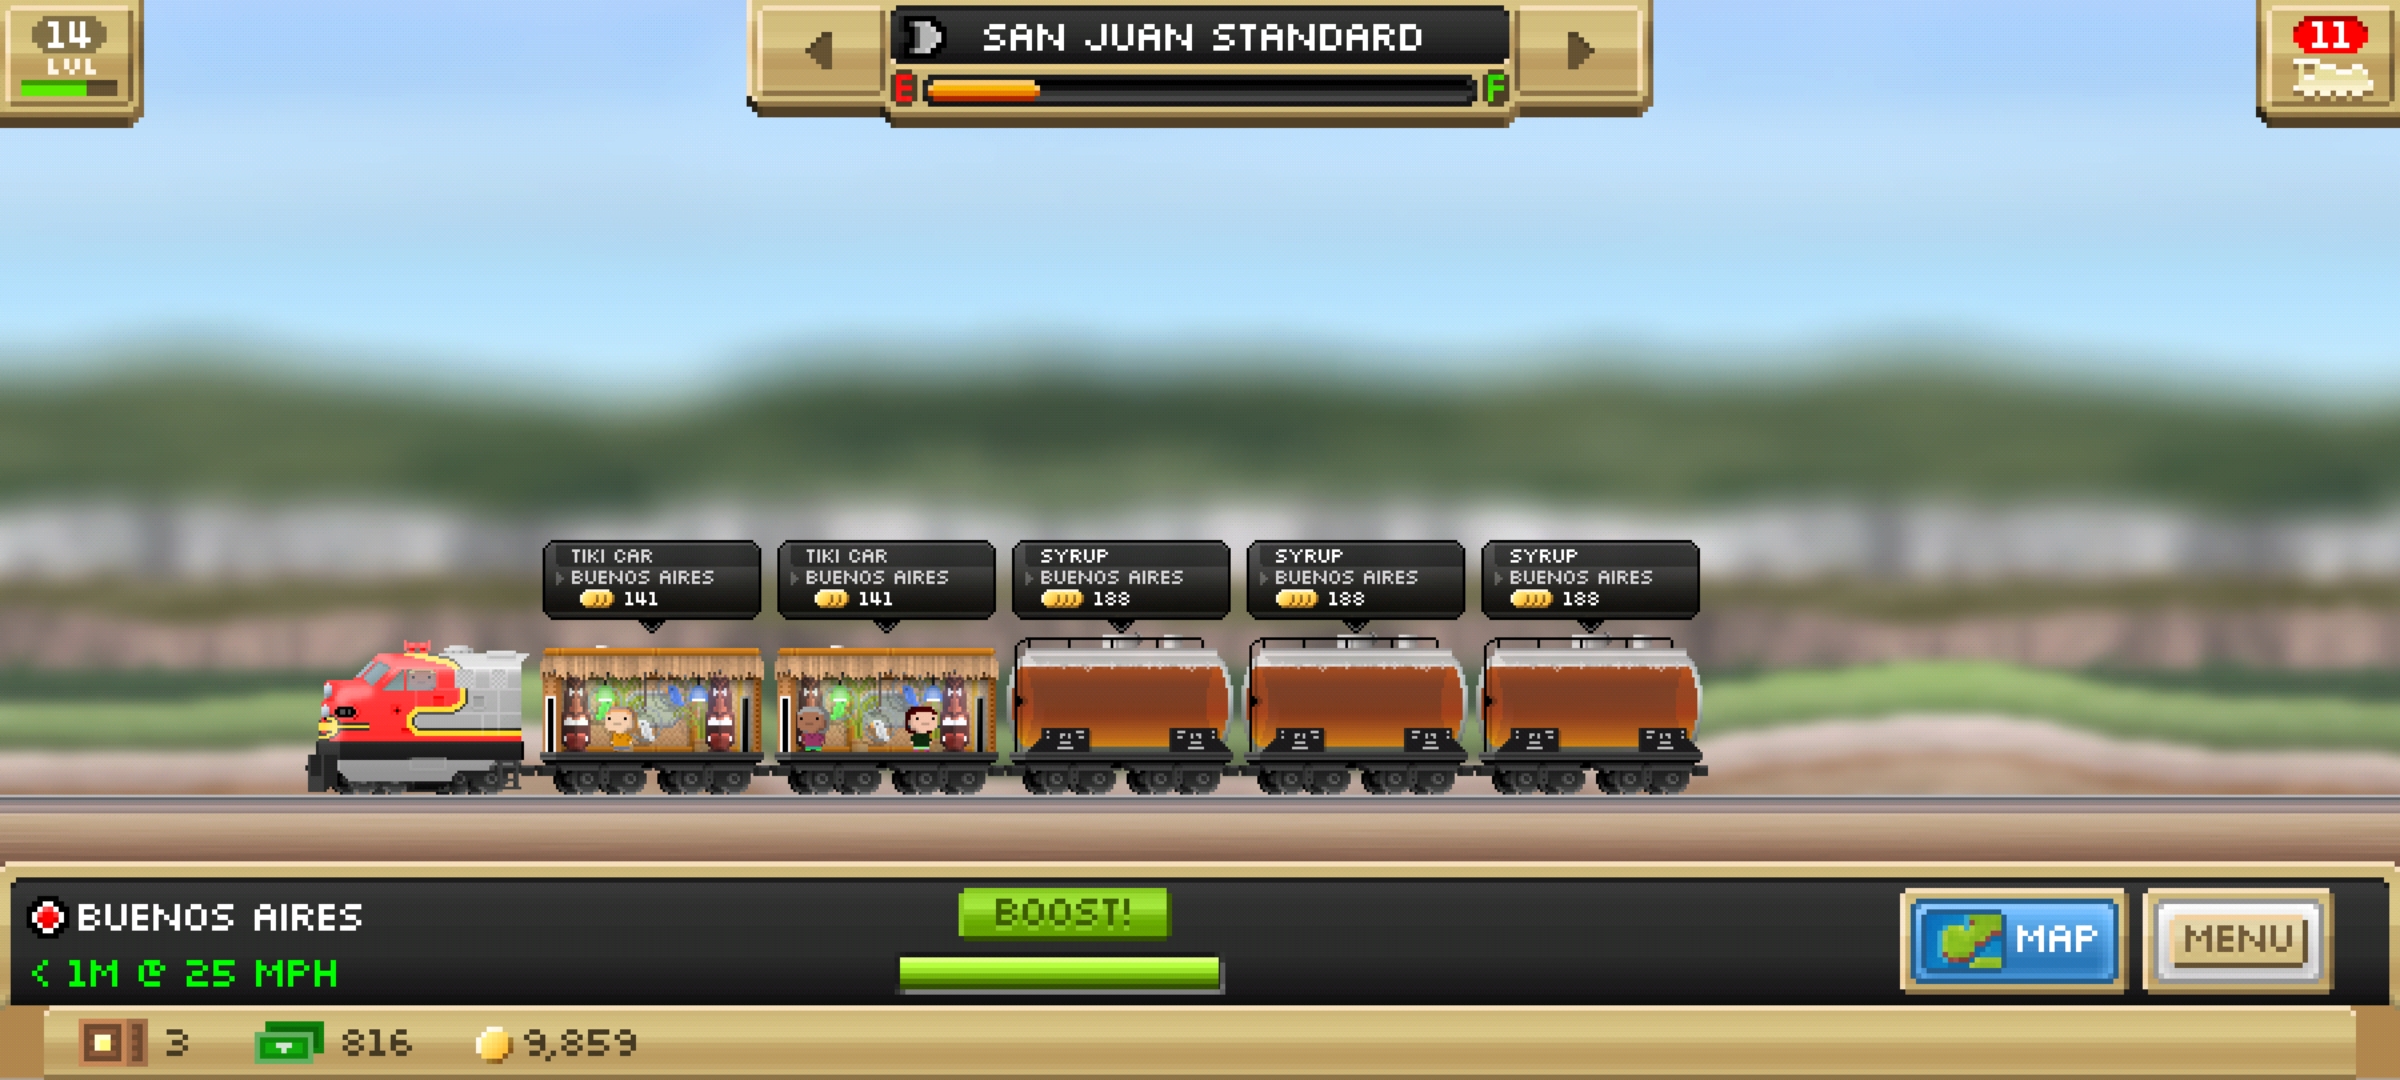 14
LVL
SAN JUAN STANDARD
E F
11
TIKI CAR
BUENOS AIRES
141
TIKI CAR
BUENOS AIRES
141
SYRUP
BUENOS AIRES
188
SYRUP
BUENOS AIRES
188
SYRUP
BUENOS AIRES
188
BUENOS AIRES
< 1M @ 25 MPH
BOOST!
MAP
MENU
3 816 9,859